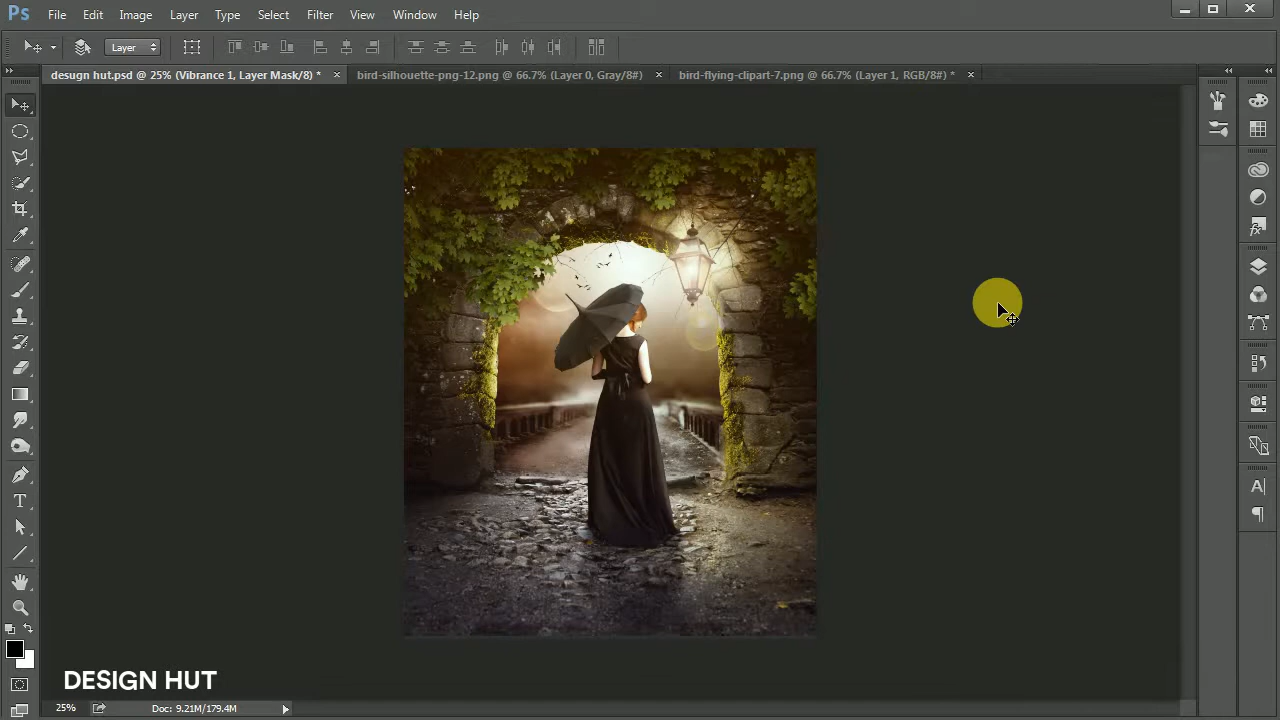 Ps File Edit Image Layer Type Select Filter View Window Help
Layer
desugn hut.psd @ 25% (Vibrance 1, Layer Mask/8) * × bird-silhouette-png-12.png @ 66.7% (Layer 0, Gray/8#) × bird-flying-clipart-7.png @ 66.7% (Layer 1, RGB/8#) * ×
DESIGN HUT
25% Doc: 9.21M/179.4M